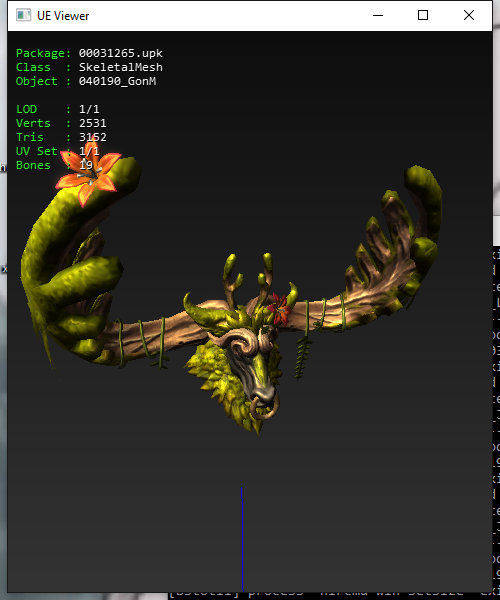 UE Viewer
Package: 00031265.upk
Class : SkeletalMesh
Object : 040190_GonM
LOD : 1/1
Verts : 2531
Tris : 3152
UV Set : 1/1
Bones : 19